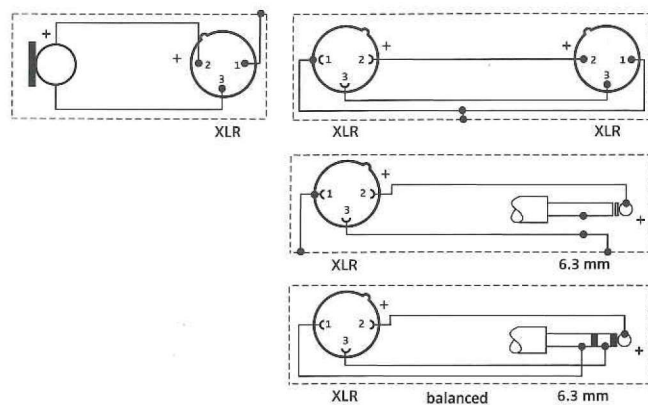 + + 2 1 3
XLR
1 2 + 3 + 2 1 3
XLR XLR
1 2 + 3 +
XLR 6.3 mm
1 2 + 3 +
XLR balanced 6.3 mm